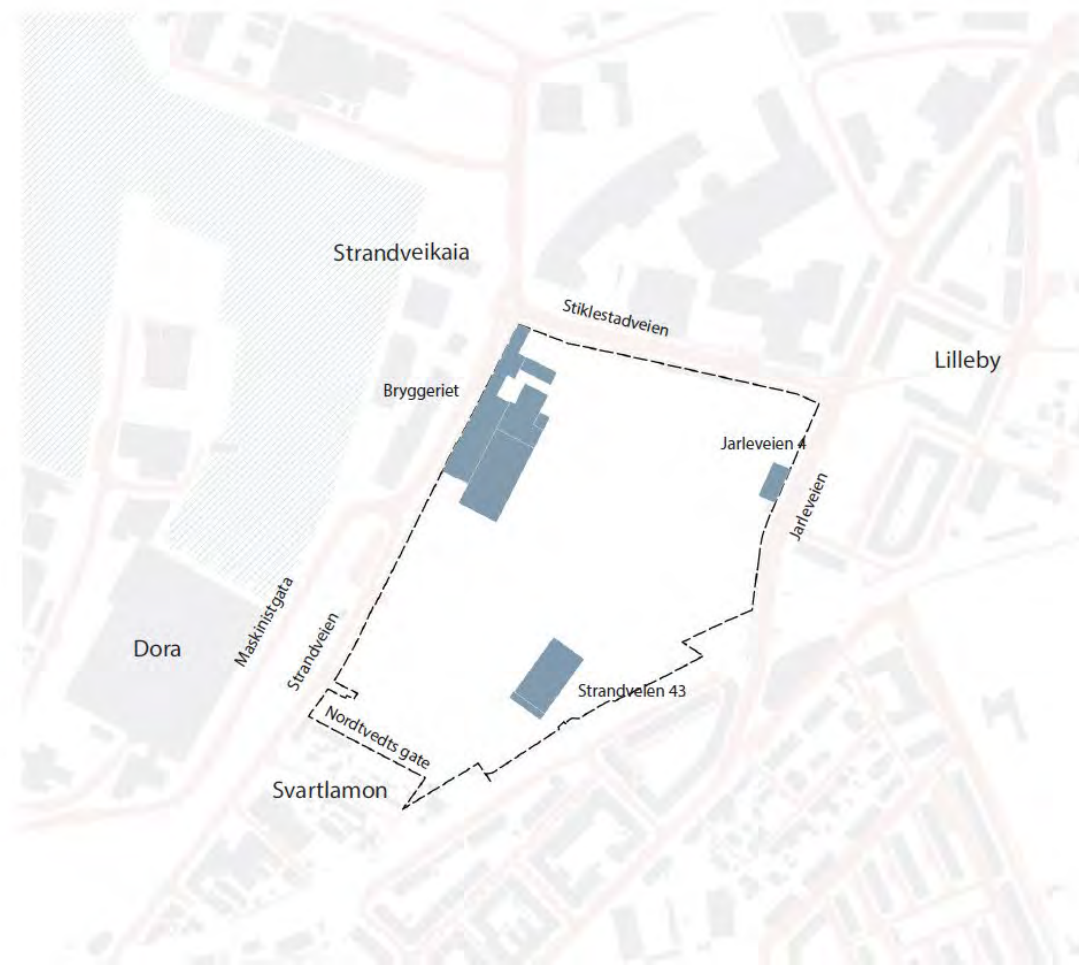 Strandveikaia
Stiklestadveien
Lilleby
Bryggeriet
Jarleveien 4
Jarleveien
Maskinistgata
Strandveien
Dora
Strandveien 43
Nordtvedts gate
Svartlamon